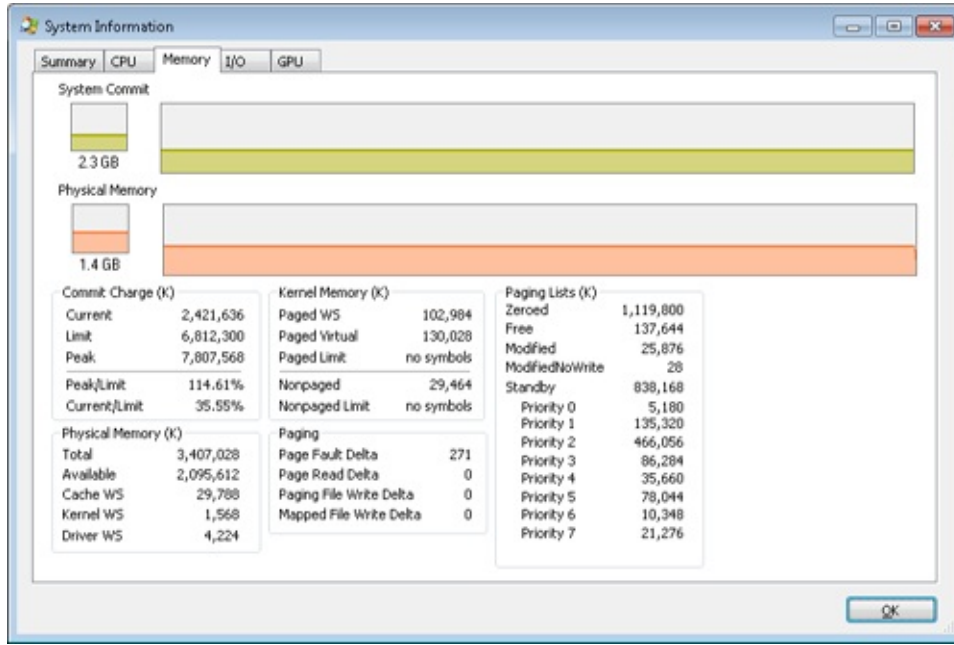 System Information
Summary CPU Memory I/O GPU
System Commit
2.3 GB
Physical Memory
1.4 GB
Commit Charge (K)
Current 2,421,636
Limit 6,812,300
Peak 7,807,568
Peak/Limit 114.61%
Current/Limit 35.55%
Physical Memory (K)
Total 3,407,028
Available 2,095,612
Cache WS 29,788
Kernel WS 1,568
Driver WS 4,224
Kernel Memory (K)
Paged WS 102,984
Paged Virtual 130,028
Paged Limit no symbols
Nonpaged 29,464
Nonpaged Limit no symbols
Paging
Page Fault Delta 271
Page Read Delta 0
Paging File Write Delta 0
Mapped File Write Delta 0
Paging Lists (K)
Zeroed 1,119,800
Free 137,644
Modified 25,876
ModifiedNoWrite 28
Standby 838,168
Priority 0 5,180
Priority 1 135,320
Priority 2 466,056
Priority 3 86,284
Priority 4 35,660
Priority 5 78,044
Priority 6 10,348
Priority 7 21,276
OK